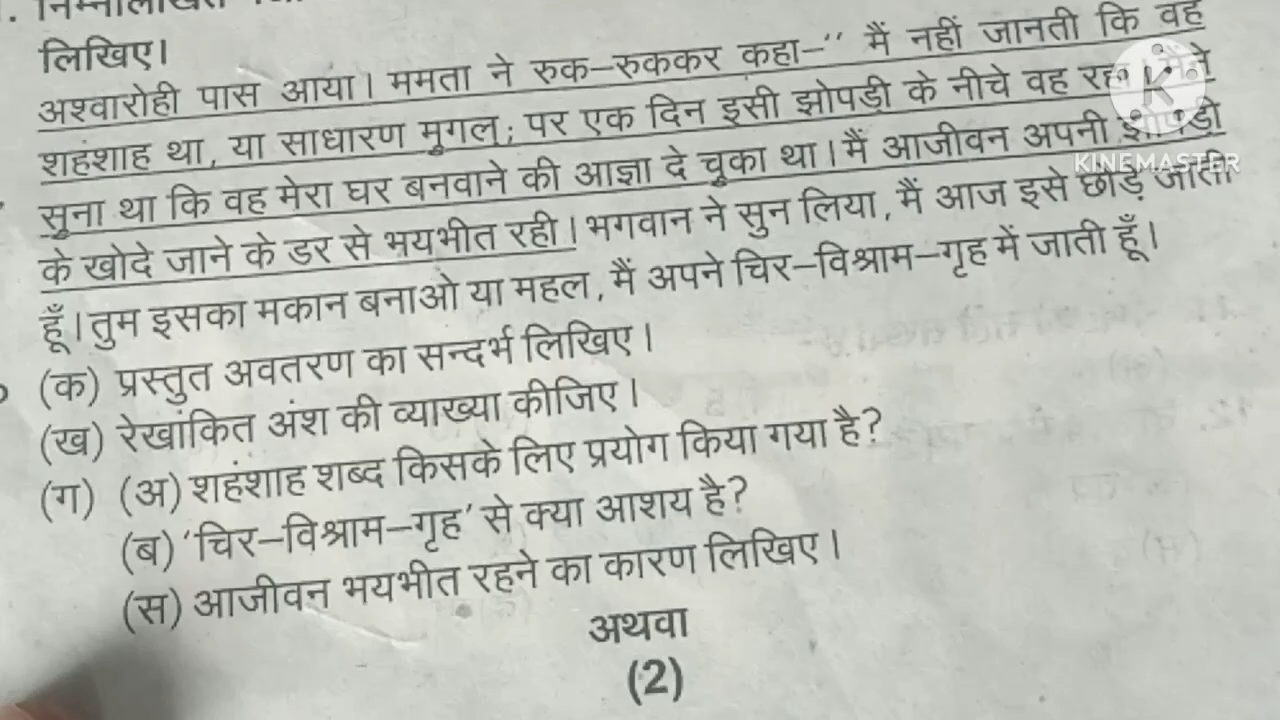 . निम्नलिखित
लिखिए।
अश्वारोही पास आया। ममता ने रुक–रुककर कहा–" मैं नहीं जानती कि वह
शहंशाह था, या साधारण मुगल; पर एक दिन इसी झोपड़ी के नीचे वह रहा। मैंने
सुना था कि वह मेरा घर बनवाने की आज्ञा दे चुका था। मैं आजीवन अपनी झोपड़ी
के खोदे जाने के डर से भयभीत रही। भगवान ने सुन लिया, मैं आज इसे छोड़े जाती
हूँ। तुम इसका मकान बनाओ या महल, मैं अपने चिर–विश्राम–गृह में जाती हूँ।
(क) प्रस्तुत अवतरण का सन्दर्भ लिखिए।
(ख) रेखांकित अंश की व्याख्या कीजिए।
(ग) (अ) शहंशाह शब्द किसके लिए प्रयोग किया गया है?
(ब) 'चिर–विश्राम–गृह' से क्या आशय है?
(स) आजीवन भयभीत रहने का कारण लिखिए।
अथवा
(2)
K
KINEMASTER